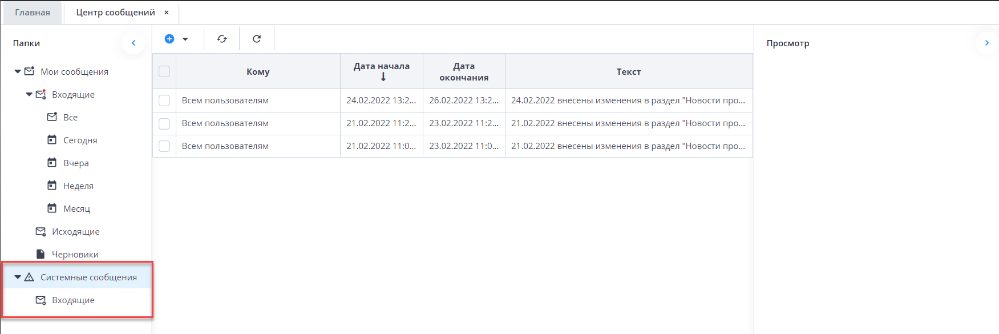 Главная
Центр сообщений ×
Папки
Мои сообщения
Входящие
Все
Сегодня
Вчера
Неделя
Месяц
Исходящие
Черновики
Системные сообщения
Входящие
Кому
Дата начала
Дата
окончания
Текст
Всем пользователям 24.02.2022 13:2... 26.02.2022 13:2... 24.02.2022 внесены изменения в раздел "Новости про...
Всем пользователям 21.02.2022 11:2... 23.02.2022 11:2... 21.02.2022 внесены изменения в раздел "Новости про...
Всем пользователям 21.02.2022 11:0... 23.02.2022 11:0... 21.02.2022 внесены изменения в раздел "Новости про...
Просмотр